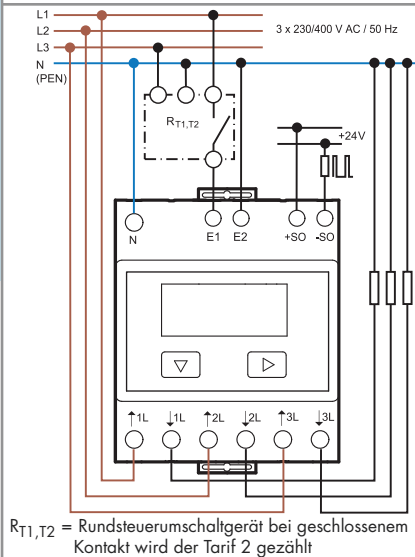 L1
L2
3 x 230/400 V AC / 50 Hz
L3
N
(PEN)
RT1,T2
+24V
N
E1
E2
+SO
-SO
↑1L
↓1L
↑2L
↓2L
↑3L
↓3L
RT1,T2 = Rundsteuerumschaltgerät bei geschlossenem
Kontakt wird der Tarif 2 gezählt